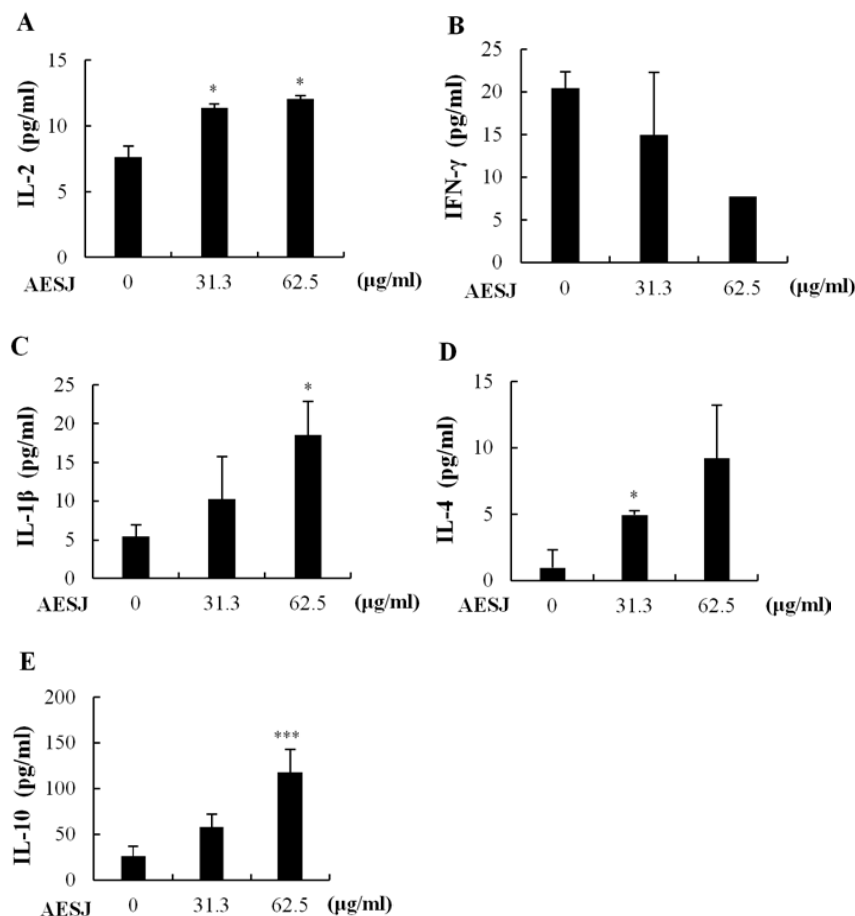 A
IL-2 (pg/ml)
15
*
*
10
5
0
AESJ 0 31.3 62.5 (µg/ml)
B
IFN-γ (pg/ml)
25
20
15
10
5
0
AESJ 0 31.3 62.5 (µg/ml)
C
IL-1β (pg/ml)
25
*
20
15
10
5
0
AESJ 0 31.3 62.5 (µg/ml)
D
IL-4 (pg/ml)
15
10
*
5
0
AESJ 0 31.3 62.5 (µg/ml)
E
IL-10 (pg/ml)
200
150
***
100
50
0
AESJ 0 31.3 62.5 (µg/ml)